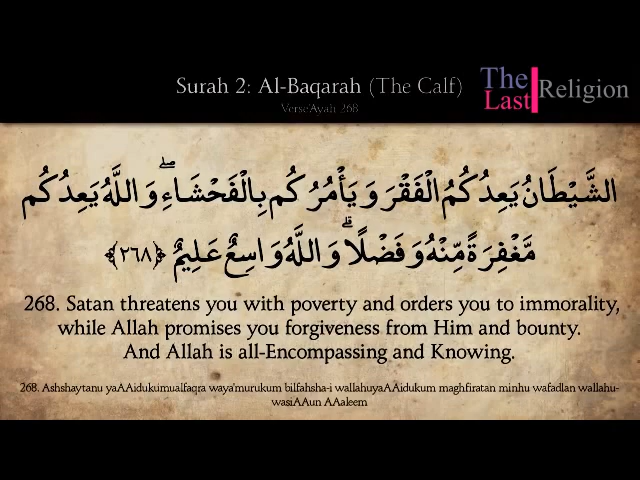 Surah 2: Al-Baqarah (The Calf)
Verse/Ayah 268
The
Last Religion
الشَّيْطَانُ يَعِدُكُمُ الْفَقْرَ وَيَأْمُرُكُم بِالْفَحْشَاءِ ۖ وَاللَّهُ يَعِدُكُم
مَّغْفِرَةً مِّنْهُ وَفَضْلًا ۗ وَاللَّهُ وَاسِعٌ عَلِيمٌ ﴿٢٦٨﴾
268. Satan threatens you with poverty and orders you to immorality,
while Allah promises you forgiveness from Him and bounty.
And Allah is all-Encompassing and Knowing.
268. Ashshaytanu yaAAidukumualfaqra waya'murukum bilfahsha-i wallahuyaAAidukum maghfiratan minhu wafadlan wallahu-
wasiAAun AAaleem